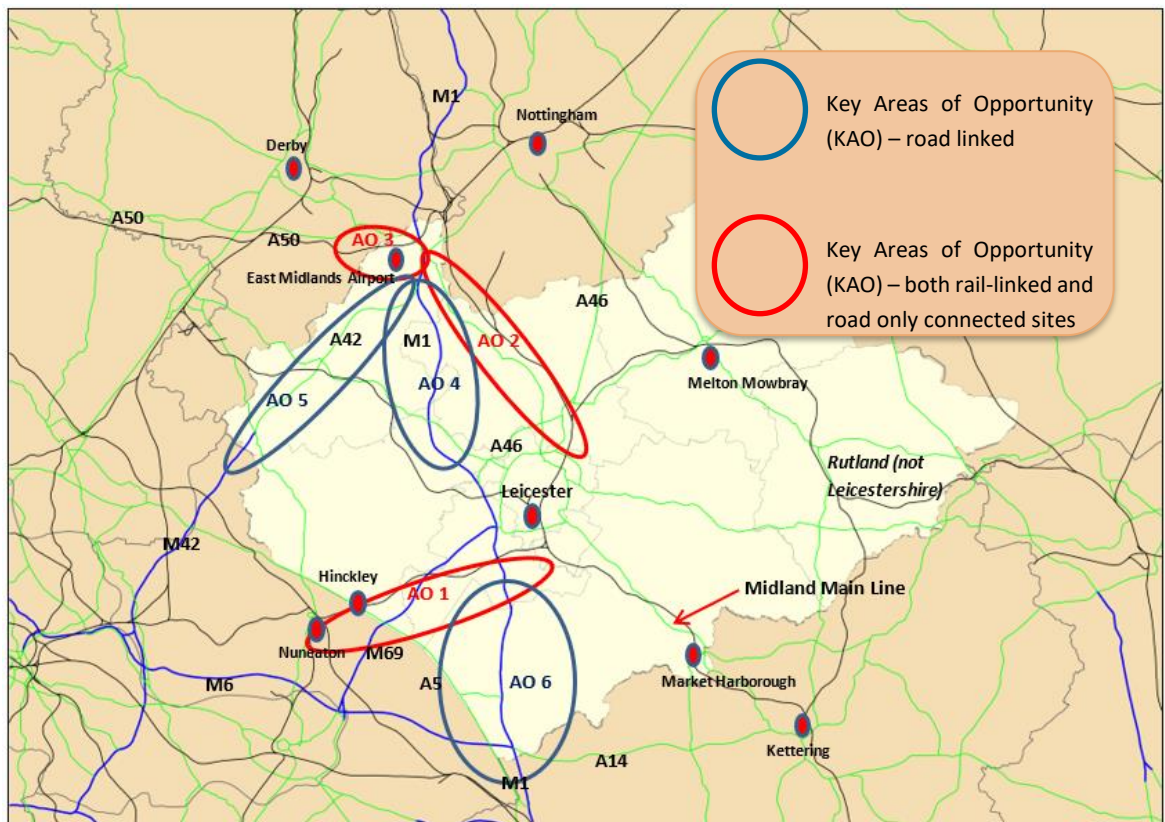 M1
Nottingham
Derby
Key Areas of Opportunity
(KAO) – road linked
A50
A50
AO 3
East Midlands Airport
Key Areas of Opportunity
(KAO) – both rail-linked and
road only connected sites
A46
A42
M1
AO 2
Melton Mowbray
AO 4
AO 5
A46
Rutland (not
Leicestershire)
Leicester
M42
Hinckley
AO 1
Midland Main Line
Nuneaton
M69
M6
A5
AO 6
Market Harborough
Kettering
A14
M1